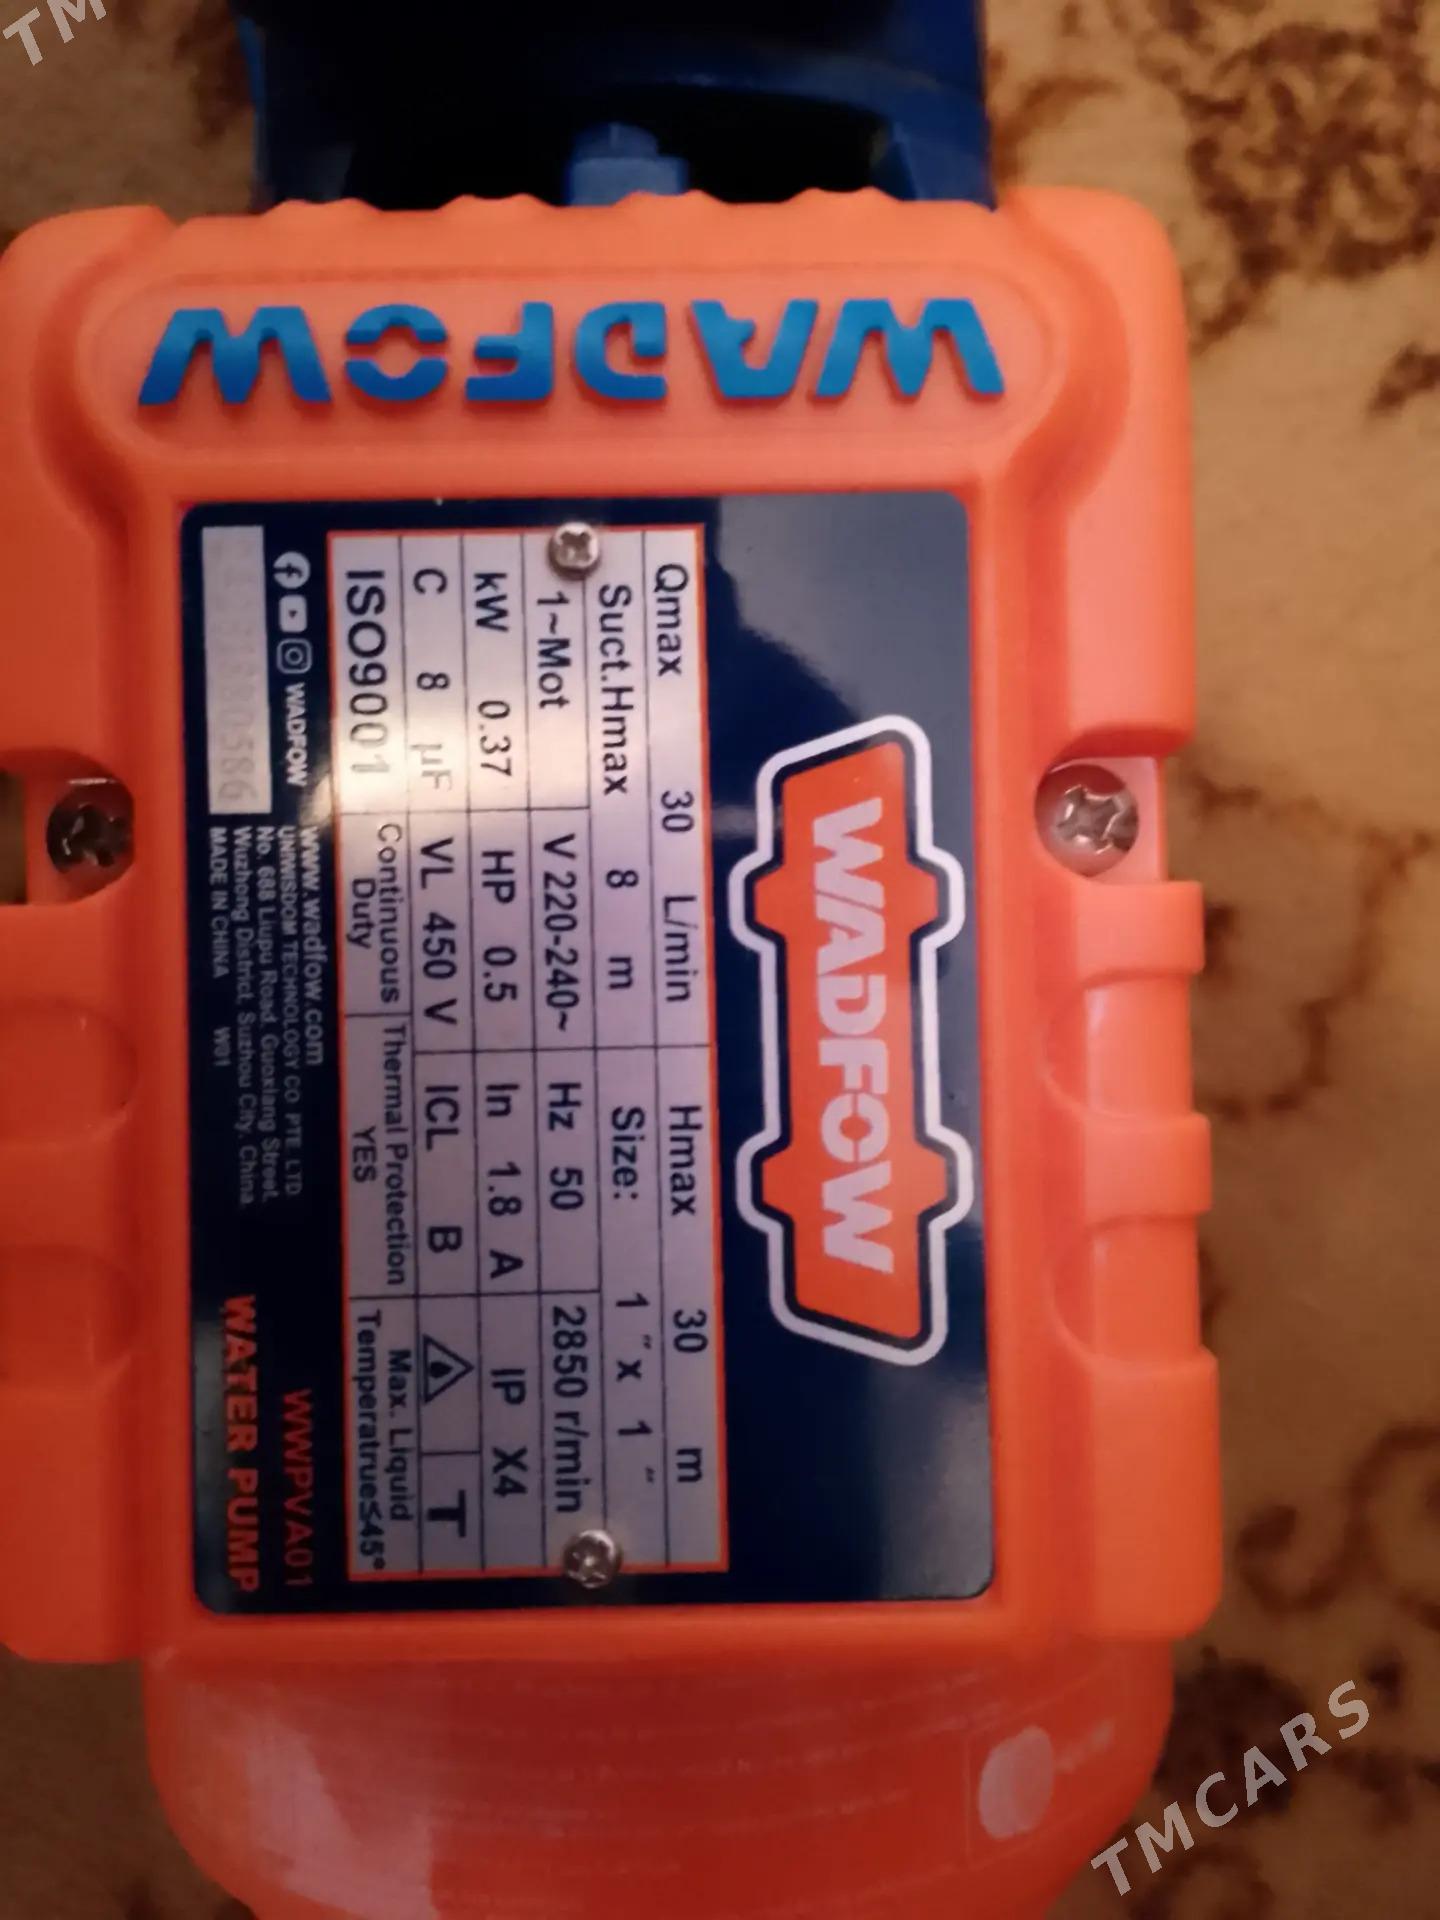 WADFOW
WADFOW
Qmax 30 L/min Hmax 30 m
Suct.Hmax 8 m Size: 1 " x 1 "
1~Mot V 220-240~ Hz 50 2850 r/min
kW 0.37 HP 0.5 In 1.8 A IP X4
C 8 µF VL 450 V ICL B T
ISO9001 Continuous Duty Thermal Protection YES Max. Liquid Temperatrue≤45°
WADFOW
www.wadfow.com
UNIWISDOM TECHNOLOGY CO PTE. LTD
No. 688 Liupu Road, Guoxiang Street,
Wuzhong District, Suzhou City, China.
MADE IN CHINA W01
WWPVA01
WATER PUMP
TMCARS
TM